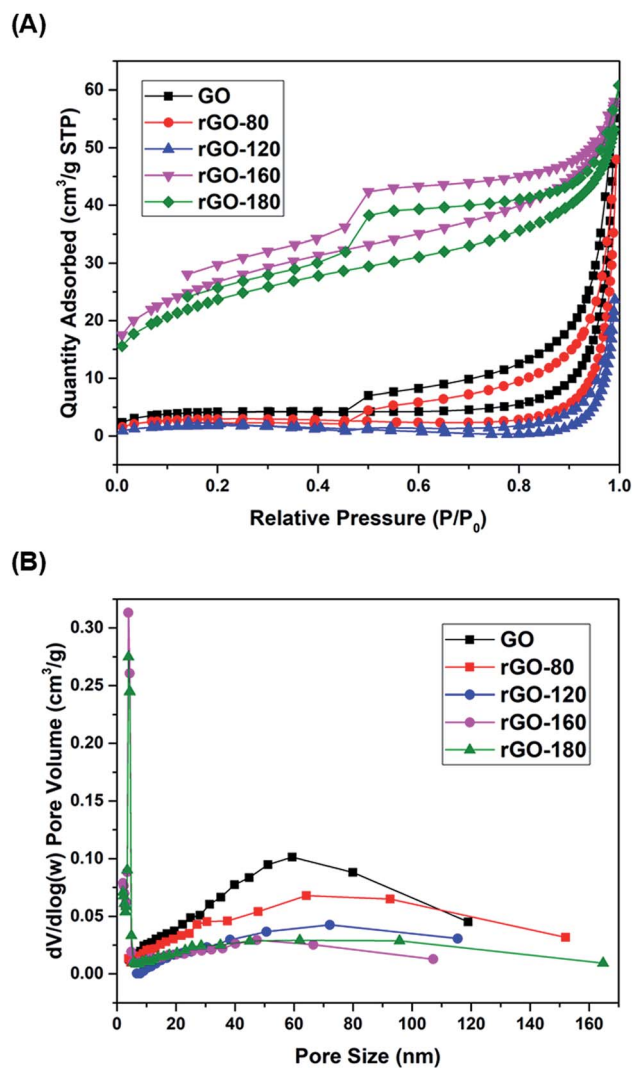 (A)
Quantity Adsorbed (cm³/g STP)
60
50
40
30
20
10
0
GO
rGO-80
rGO-120
rGO-160
rGO-180
0.0 0.2 0.4 0.6 0.8 1.0
Relative Pressure (P/P₀)
(B)
dV/dlog(w) Pore Volume (cm³/g)
0.30
0.25
0.20
0.15
0.10
0.05
0.00
GO
rGO-80
rGO-120
rGO-160
rGO-180
0 20 40 60 80 100 120 140 160
Pore Size (nm)